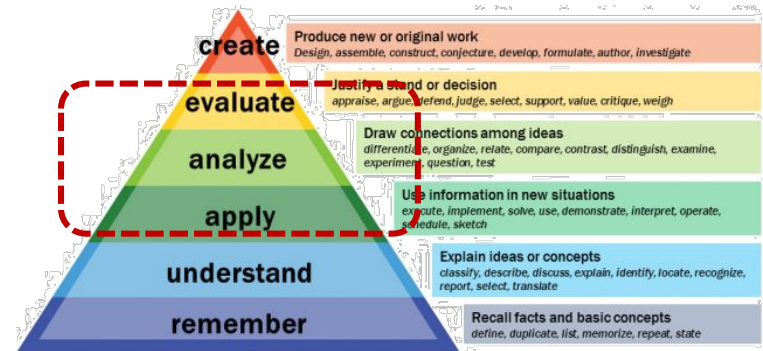 create
Produce new or original work
Design, assemble, construct, conjecture, develop, formulate, author, investigate
evaluate
Justify a stand or decision
appraise, argue, defend, judge, select, support, value, critique, weigh
analyze
Draw connections among ideas
differentiate, organize, relate, compare, contrast, distinguish, examine,
experiment, question, test
apply
Use information in new situations
execute, implement, solve, use, demonstrate, interpret, operate,
schedule, sketch
understand
Explain ideas or concepts
classify, describe, discuss, explain, identify, locate, recognize,
report, select, translate
remember
Recall facts and basic concepts
define, duplicate, list, memorize, repeat, state